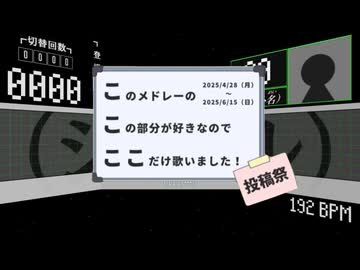 切替回数
0000
このメドレーの
2025/4/28（月）
～
2025/6/15（日）
この部分が好きなので
ここだけ歌いました！
投稿祭
192 BPM